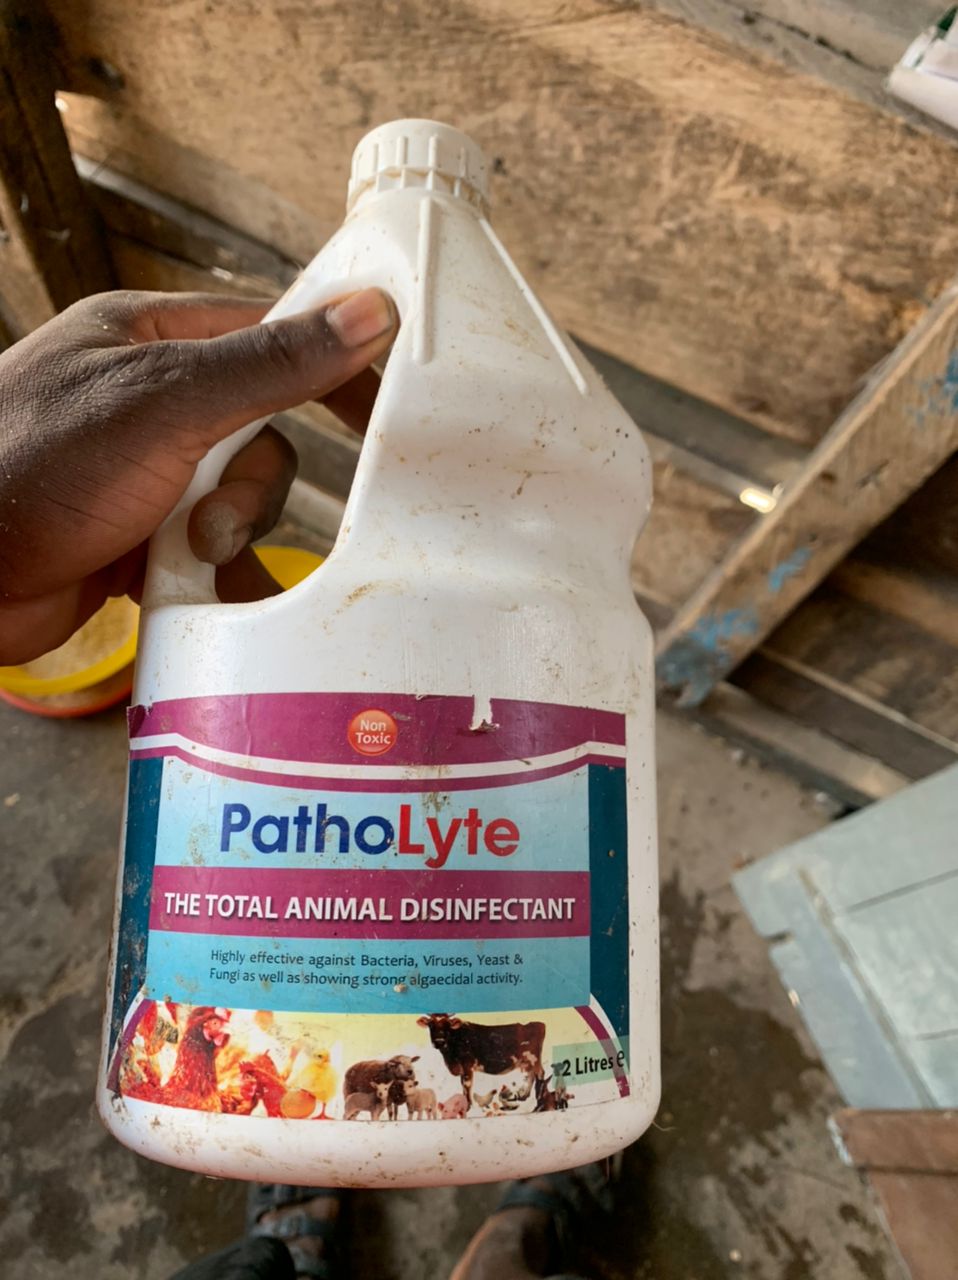 Non
Toxic
PathoLyte
THE TOTAL ANIMAL DISINFECTANT
Highly effective against Bacteria, Viruses, Yeast &
Fungi as well as showing strong algaecidal activity.
2 Litres e